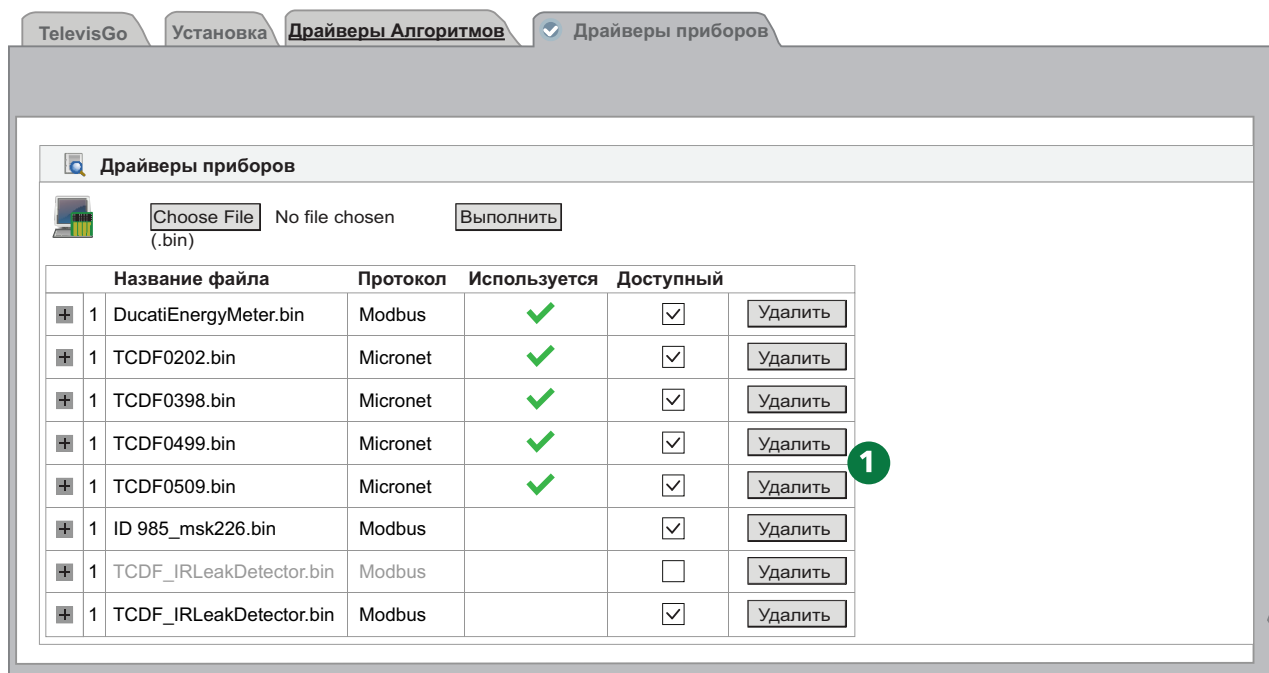 TelevisGo Установка Драйверы Алгоритмов Драйверы приборов
Драйверы приборов
Choose File No file chosen Выполнить
(.bin)
Название файла Протокол Используется Доступный
1 DucatiEnergyMeter.bin Modbus Удалить
1 TCDF0202.bin Micronet Удалить
1 TCDF0398.bin Micronet Удалить
1 TCDF0499.bin Micronet Удалить
1
1 TCDF0509.bin Micronet Удалить
1 ID 985_msk226.bin Modbus Удалить
1 TCDF_IRLeakDetector.bin Modbus Удалить
1 TCDF_IRLeakDetector.bin Modbus Удалить